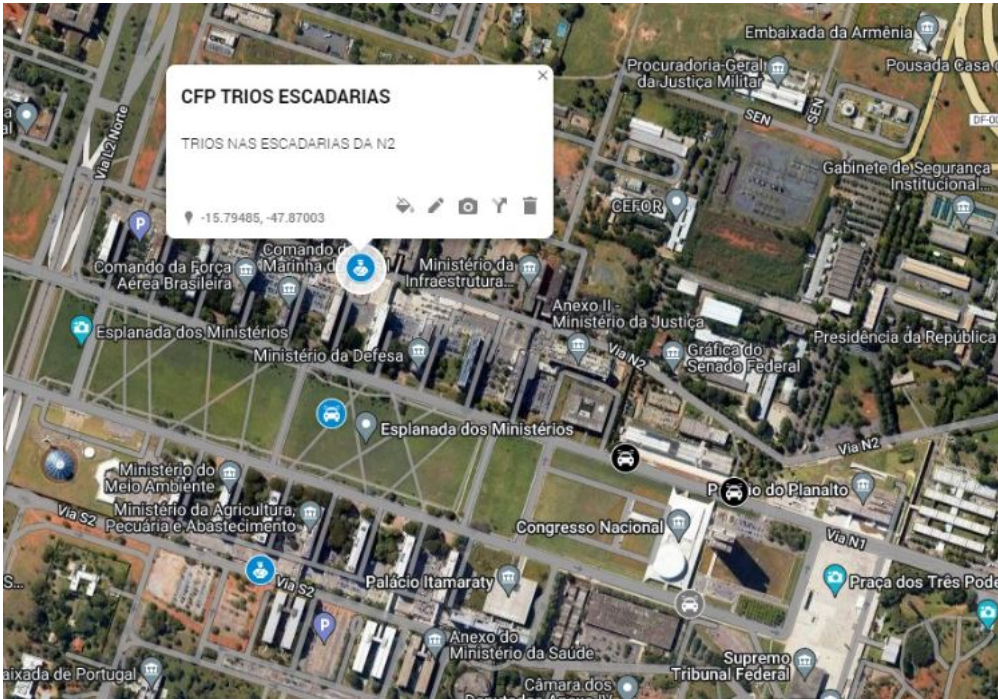 Embaixada da Armênia
Procuradoria-Geral
da Justiça Militar
Pousada Casa
CFP TRIOS ESCADARIAS
TRIOS NAS ESCADARIAS DA N2
-15.79485, -47.87003
Via L2 Norte
al
SEN
SEN
Gabinete de Segurança
Institucional...
CEFOR
P
Comando da Força
Aérea Brasileira
Comando d
Marinha d
Ministério da
Infraestrutura...
Anexo II -
Ministério da Justiça
Esplanada dos Ministérios
Ministério da Defesa
Via N2
Gráfica do
Senado Federal
Presidência da República
Esplanada dos Ministérios
Via N2
Ministério do
Meio Ambiente
Ministério da Agricultura,
Pecuária e Abastecimento
Via S2
do Planalto
Congresso Nacional
Via N1
S...
Via S2
Palácio Itamaraty
Praça dos Três Pode
P
Anexo do
Ministério da Saúde
aixada de Portugal
Supremo
Tribunal Federal
Câmara dos